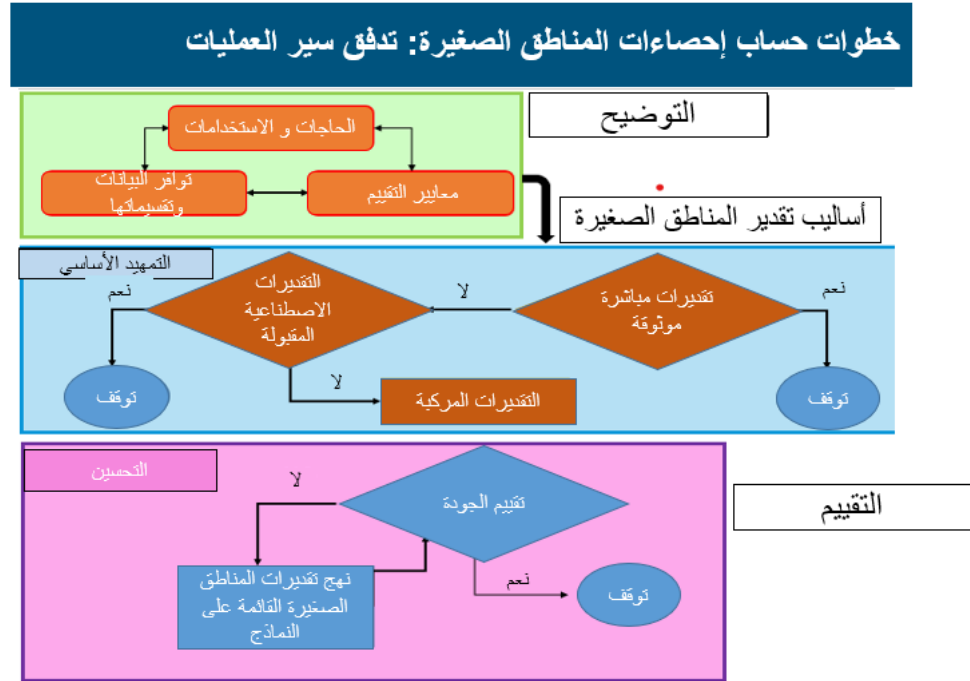 خطوات حساب إحصاءات المناطق الصغيرة: تدفق سير العمليات
التوضيح
الحاجات و الاستخدامات
معايير التقييم
توافر البيانات
وتقسيماتها
أساليب تقدير المناطق الصغيرة
التمهيد الأساسي
نعم
تقديرات مباشرة
موثوقة
لا
التقديرات
الاصطناعية
المقبولة
نعم
توقف
لا
التقديرات المركبة
توقف
التحسين
التقييم
لا
تقييم الجودة
نهج تقديرات المناطق
الصغيرة القائمة على
النماذج
نعم
توقف